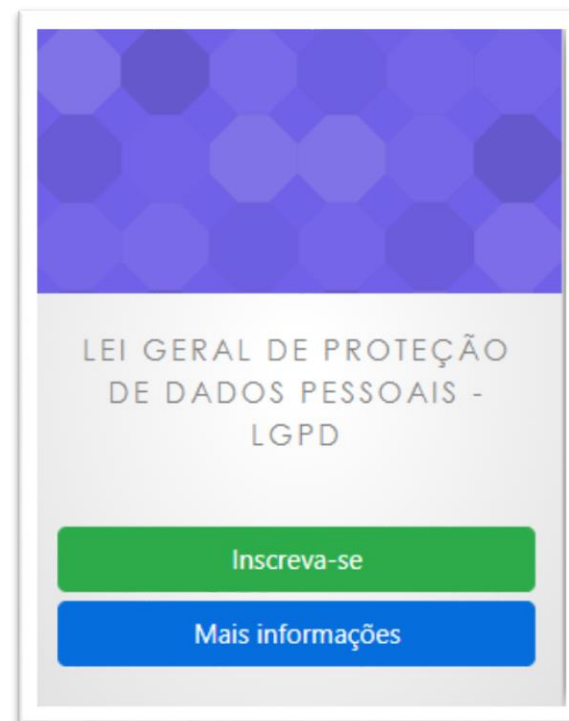 LEI GERAL DE PROTEÇÃO
DE DADOS PESSOAIS -
LGPD
Inscreva-se
Mais informações